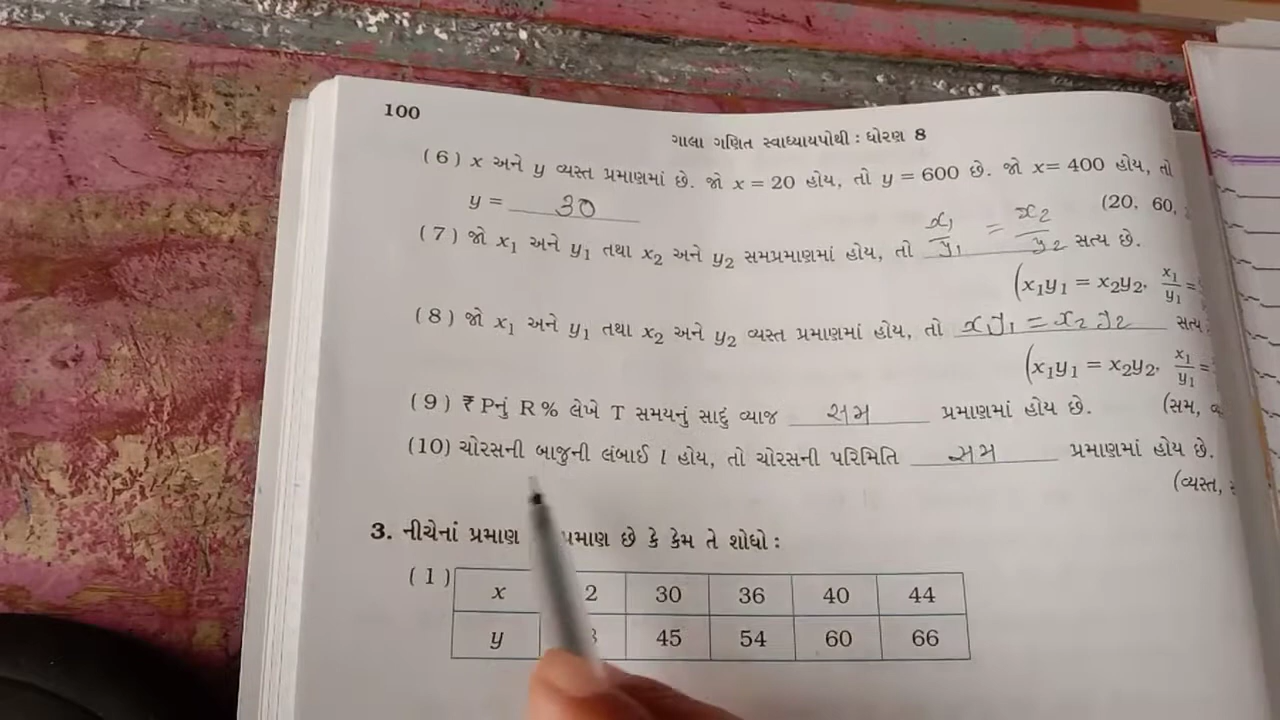 100
ગાલા ગણિત સ્વાધ્યાયપોથી : ધોરણ 8
(6) x અને y વ્યસ્ત પ્રમાણમાં છે. જો x = 20 હોય, તો y = 600 છે. જો x= 400 હોય, તો
y = 30 (20, 60,
(7) જો x₁ અને y₁ તથા x₂ અને y₂ સમપ્રમાણમાં હોય, તો x₁/y₁ = x₂/y₂ સત્ય છે.
(x₁y₁ = x₂y₂, x₁/y₁ =
(8) જો x₁ અને y₁ તથા x₂ અને y₂ વ્યસ્ત પ્રમાણમાં હોય, તો x₁y₁ = x₂y₂ સત્ય
(x₁y₁ = x₂y₂, x₁/y₁ =
(9) ₹ Pનું R % લેખે T સમયનું સાદું વ્યાજ સમ પ્રમાણમાં હોય છે. (સમ,
(10) ચોરસની બાજુની લંબાઈ l હોય, તો ચોરસની પરિમિતિ સમ પ્રમાણમાં હોય છે.
(વ્યસ્ત,
3. નીચેનાં પ્રમાણ પ્રમાણ છે કે કેમ તે શોધો :
(1) x 2 30 36 40 44
y 45 54 60 66